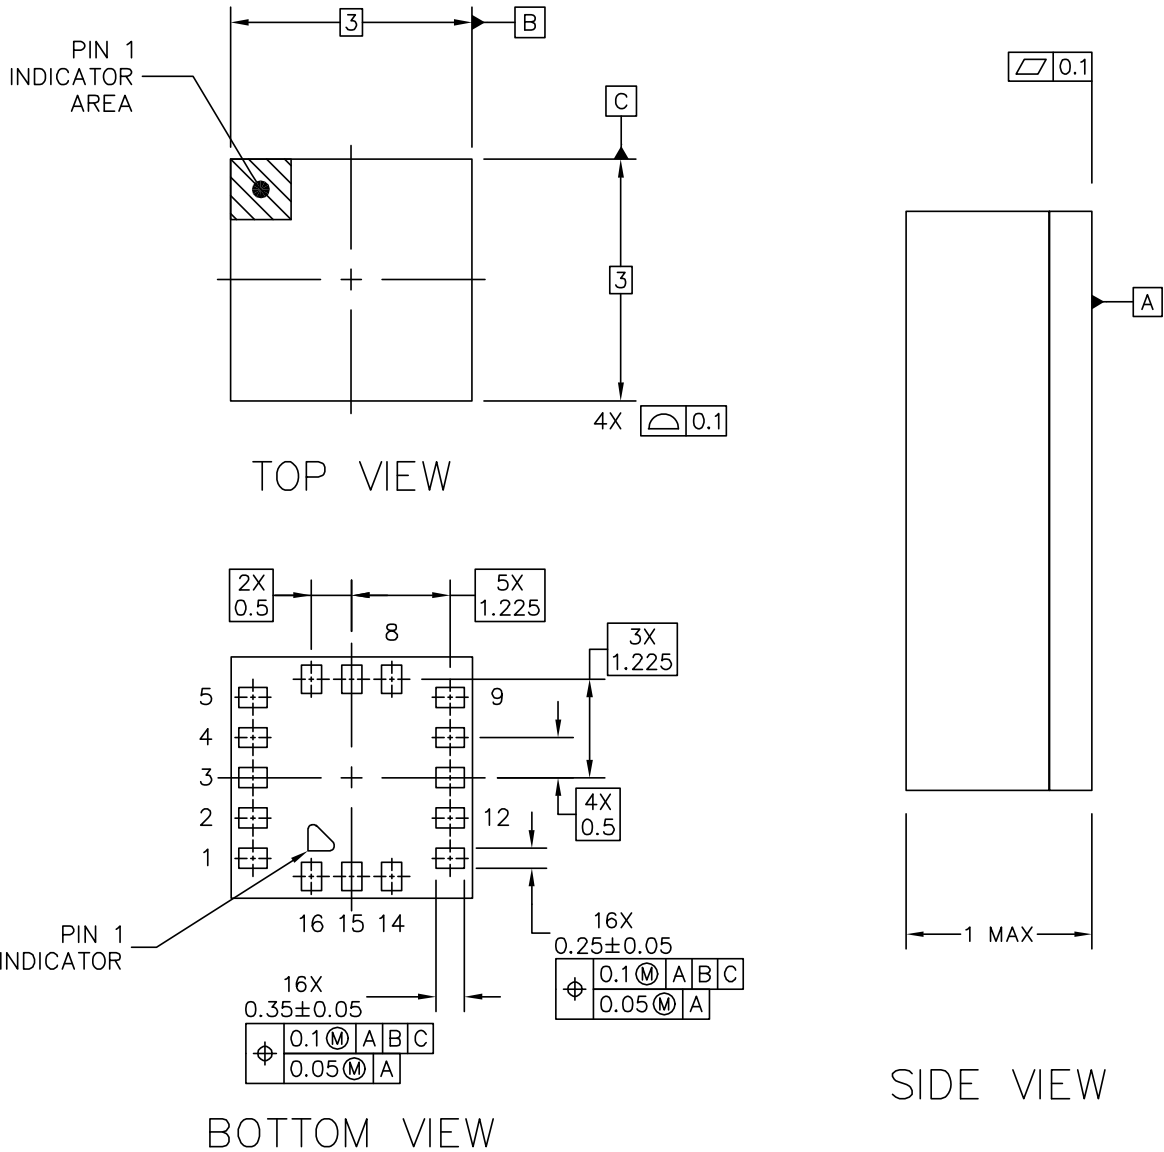 3
B
PIN 1
INDICATOR
AREA
C
3
4X 0.1
TOP VIEW
0.1
A
1 MAX
SIDE VIEW
2X
0.5
5X
1.225
8
3X
1.225
5
9
4
3
4X
0.5
2
12
1
16 15 14
PIN 1
INDICATOR
16X
0.25±0.05
0.1 Ⓜ A B C
0.05 Ⓜ A
16X
0.35±0.05
0.1 Ⓜ A B C
0.05 Ⓜ A
BOTTOM VIEW